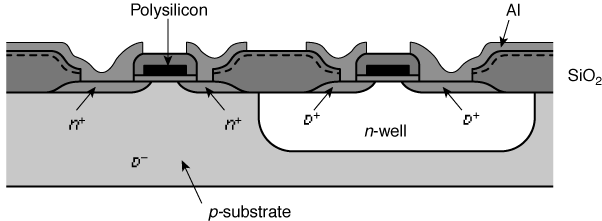 Polysilicon
Al
SiO₂
n⁺
n⁺
p⁺
p⁺
n-well
p⁻
p-substrate